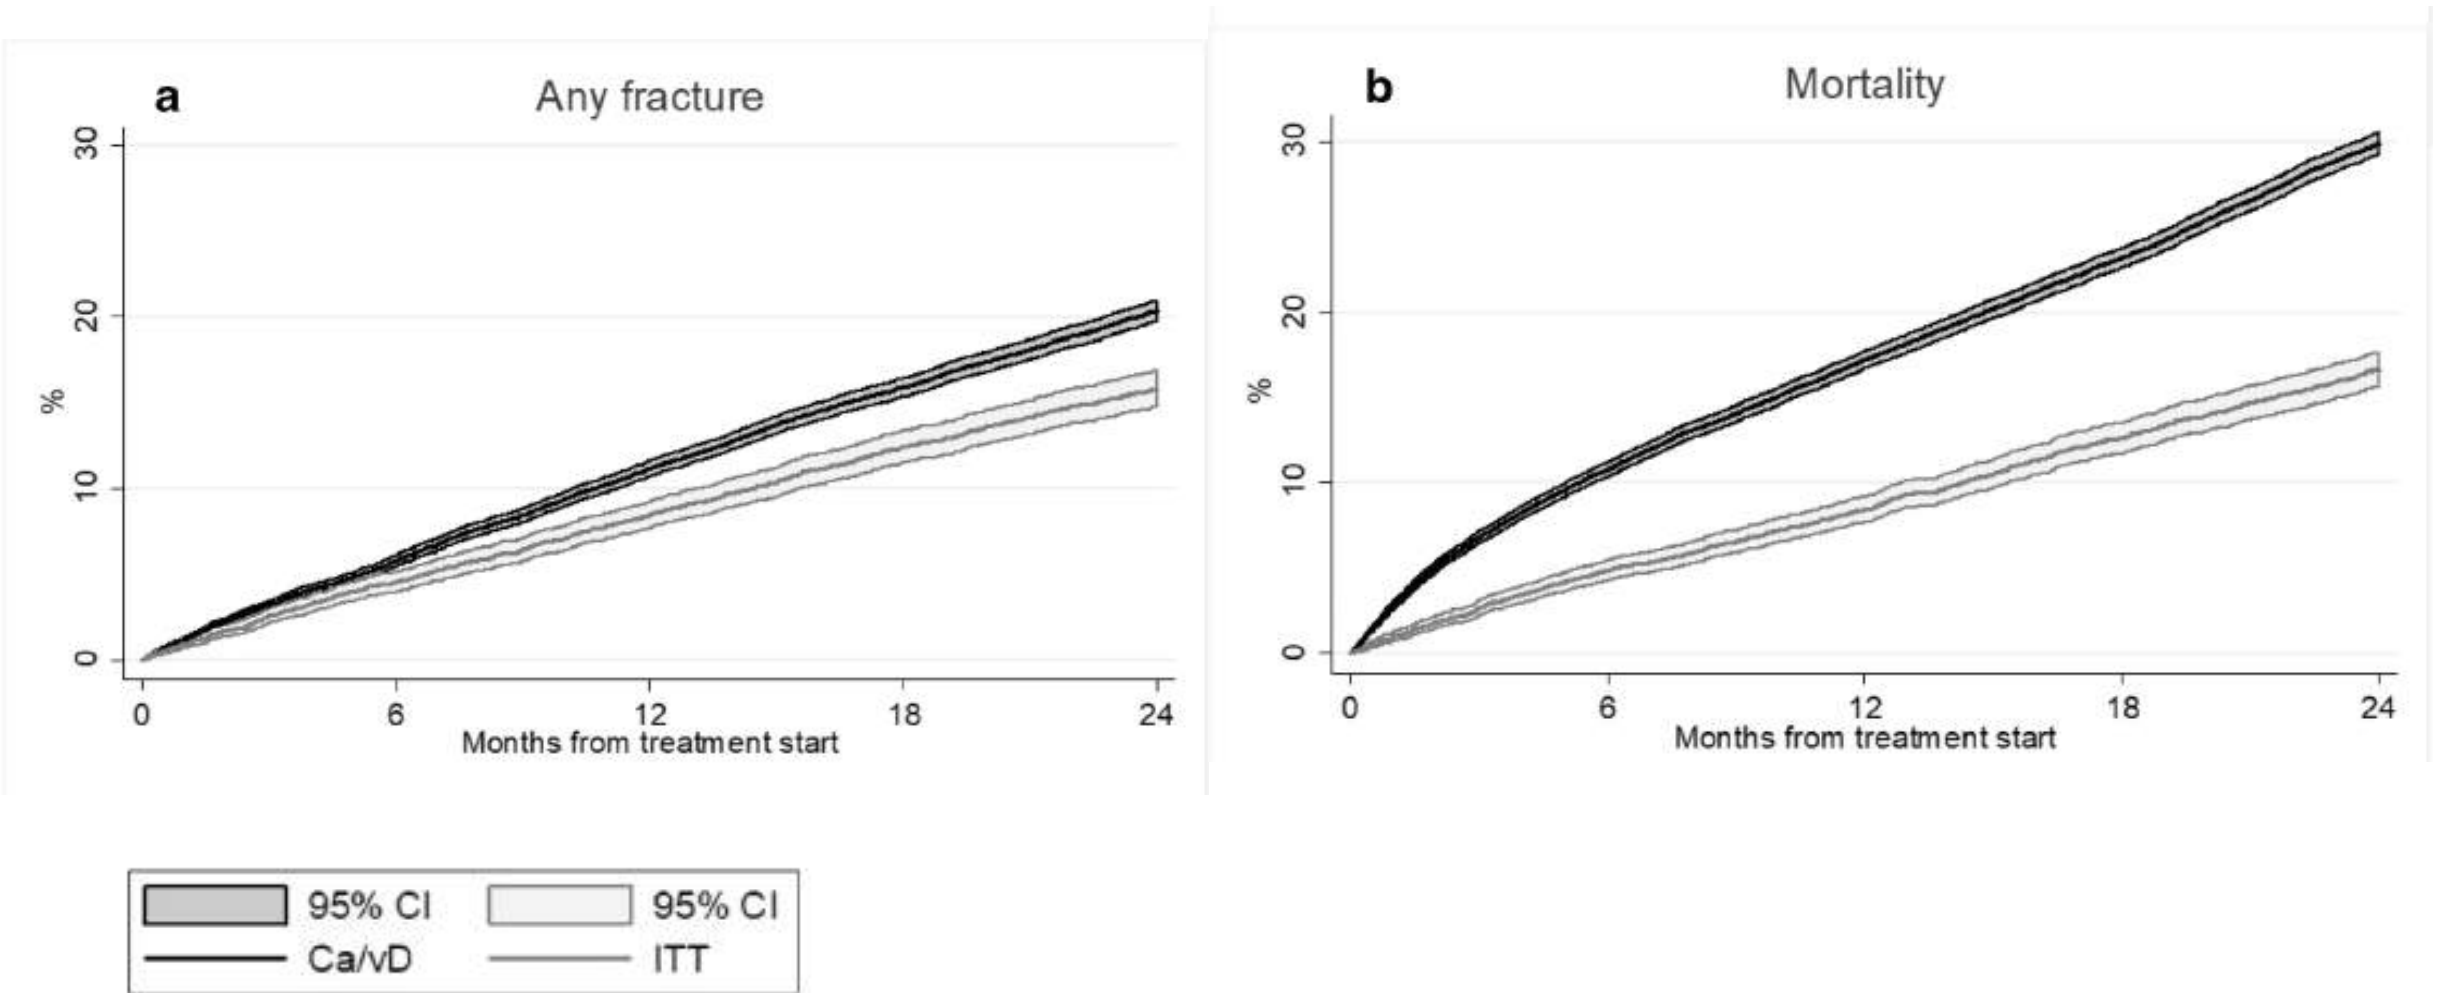 a
Any fracture
30
20
10
0
%
0 6 12 18 24
Months from treatment start
b
Mortality
30
20
10
0
%
0 6 12 18 24
Months from treatment start
95% CI 95% CI
Ca/vD ITT